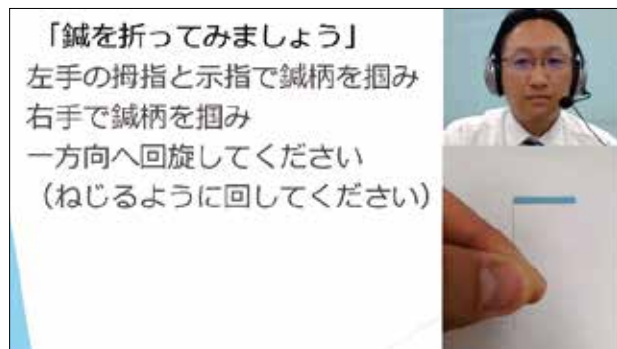 「鍼を折ってみましょう」
左手の拇指と示指で鍼柄を掴み
右手で鍼柄を掴み
一方向へ回旋してください
（ねじるように回してください）